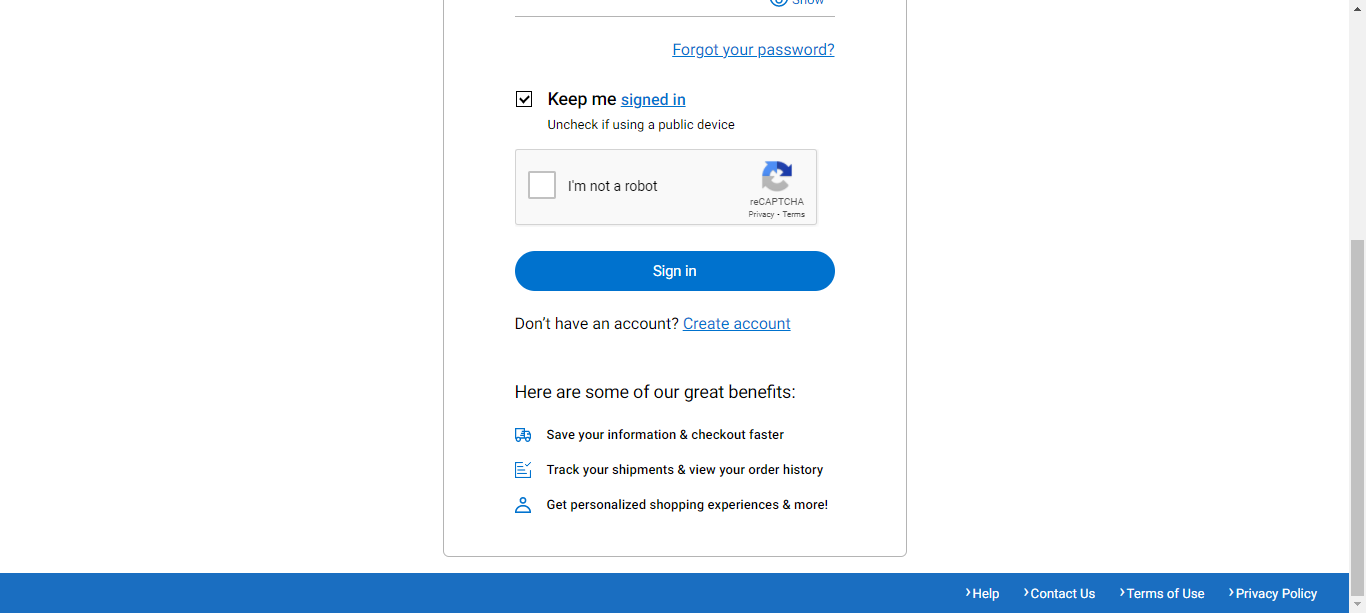 Show
Forgot your password?
Keep me signed in
Uncheck if using a public device
I'm not a robot
reCAPTCHA
Privacy - Terms
Sign in
Don’t have an account? Create account
Here are some of our great benefits:
Save your information & checkout faster
Track your shipments & view your order history
Get personalized shopping experiences & more!
Help Contact Us Terms of Use Privacy Policy